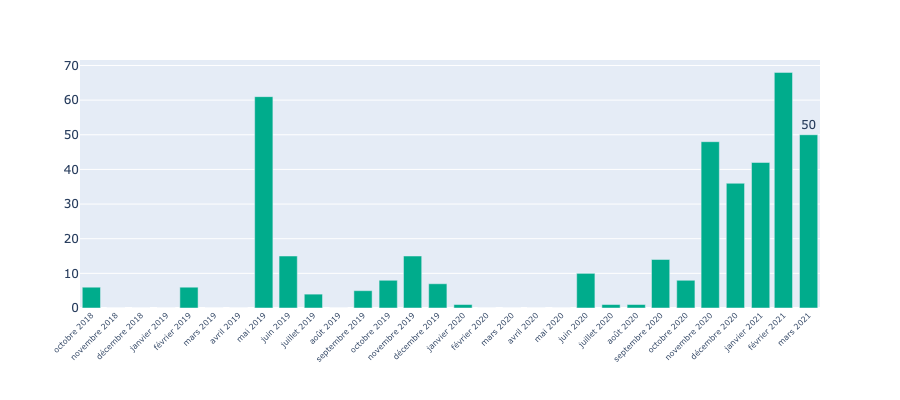 70
60
50
40
30
20
10
0
50
octobre 2018
novembre 2018
décembre 2018
janvier 2019
février 2019
mars 2019
avril 2019
mai 2019
juin 2019
juillet 2019
août 2019
septembre 2019
octobre 2019
novembre 2019
décembre 2019
janvier 2020
février 2020
mars 2020
avril 2020
mai 2020
juin 2020
juillet 2020
août 2020
septembre 2020
octobre 2020
novembre 2020
décembre 2020
janvier 2021
février 2021
mars 2021